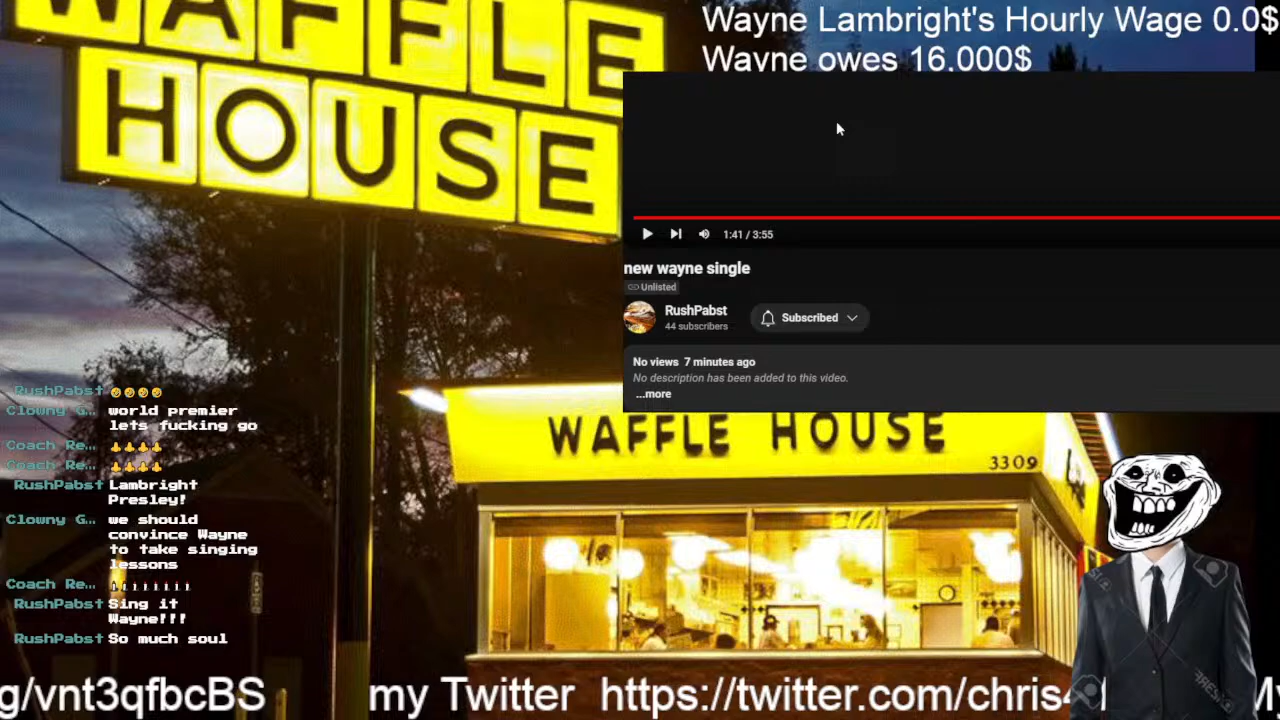 WAFFLE
HOUSE
Wayne Lambright's Hourly Wage 0.0$
Wayne owes 16,000$
1:41 / 3:55
new wayne single
Unlisted
RushPabst
44 subscribers
Subscribed
No views 7 minutes ago
No description has been added to this video.
...more
WAFFLE HOUSE
3309
RushPabst
Clowny G... world premier
lets fucking go
Coach Re...
Coach Re...
RushPabst Lambright
Presley!
Clowny G... we should
convince Wayne
to take singing
lessons
Coach Re...
RushPabst Sing it
Wayne!!!
RushPabst So much soul
g/vnt3qfbcBS my Twitter https://twitter.com/chris